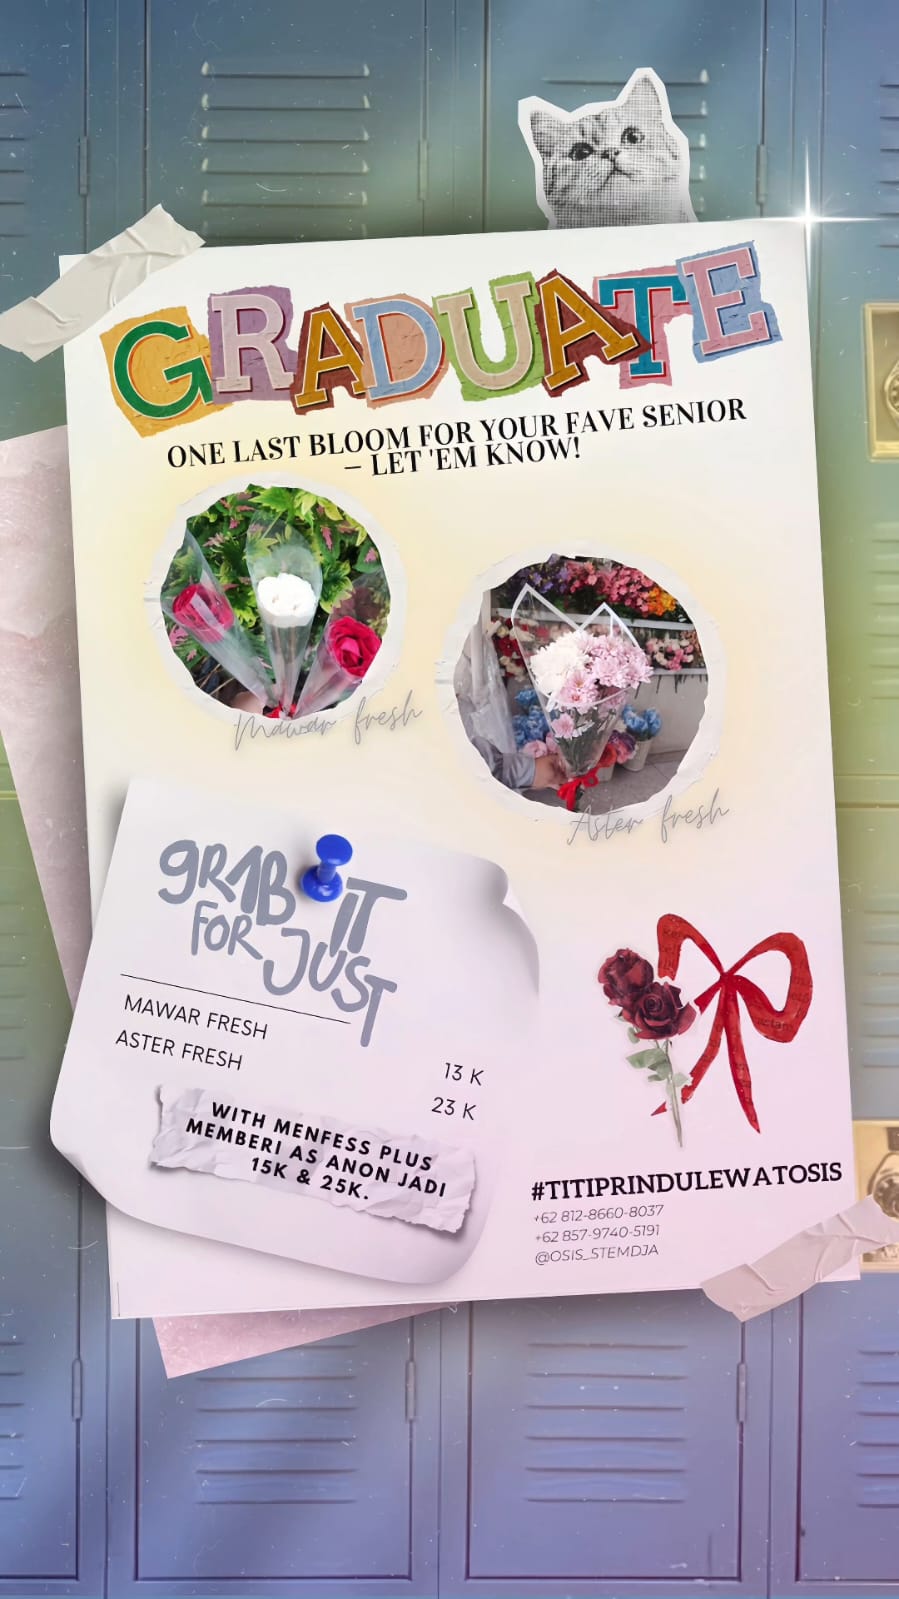 GRADUATE
ONE LAST BLOOM FOR YOUR FAVE SENIOR
– LET 'EM KNOW!
Mawar fresh
Aster fresh
GRAB IT
FOR JUST
MAWAR FRESH 13 K
ASTER FRESH 23 K
WITH MENFESS PLUS
MEMBERI AS ANON JADI
15K & 25K.
#TITIPRINDULEWATOSIS
+62 812-8660-8037
+62 857-9740-5191
@OSIS_STEMDJA